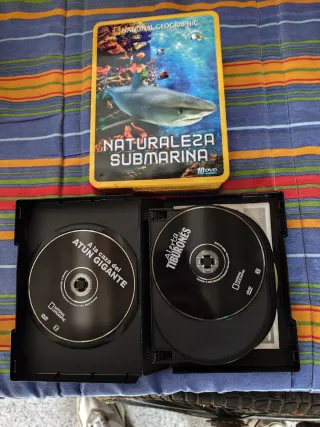 NATIONAL GEOGRAPHIC
NATURALEZA
SUBMARINA
10 DVD
A la caza del
ATÚN GIGANTE
NATIONAL
GEOGRAPHIC
DVD
TIBURONES
NATIONAL
GEOGRAPHIC
DVD